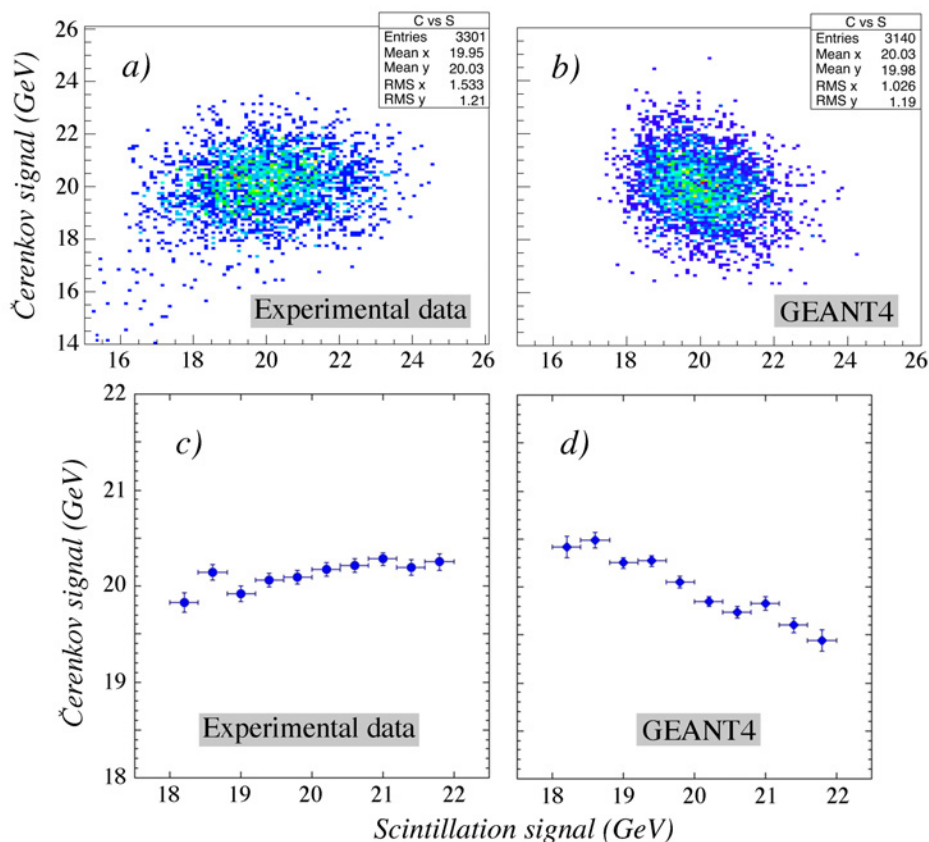 C vs S
Entries 3301
Mean x 19.95
Mean y 20.03
RMS x 1.533
RMS y 1.21
a)
Experimental data
26
24
22
20
18
16
14
16 18 20 22 24 26
Čerenkov signal (GeV)
C vs S
Entries 3140
Mean x 20.03
Mean y 19.98
RMS x 1.026
RMS y 1.19
b)
GEANT4
16 18 20 22 24 26
c)
Experimental data
22
21
20
19
18
18 19 20 21 22
Čerenkov signal (GeV)
d)
GEANT4
18 19 20 21 22
Scintillation signal (GeV)